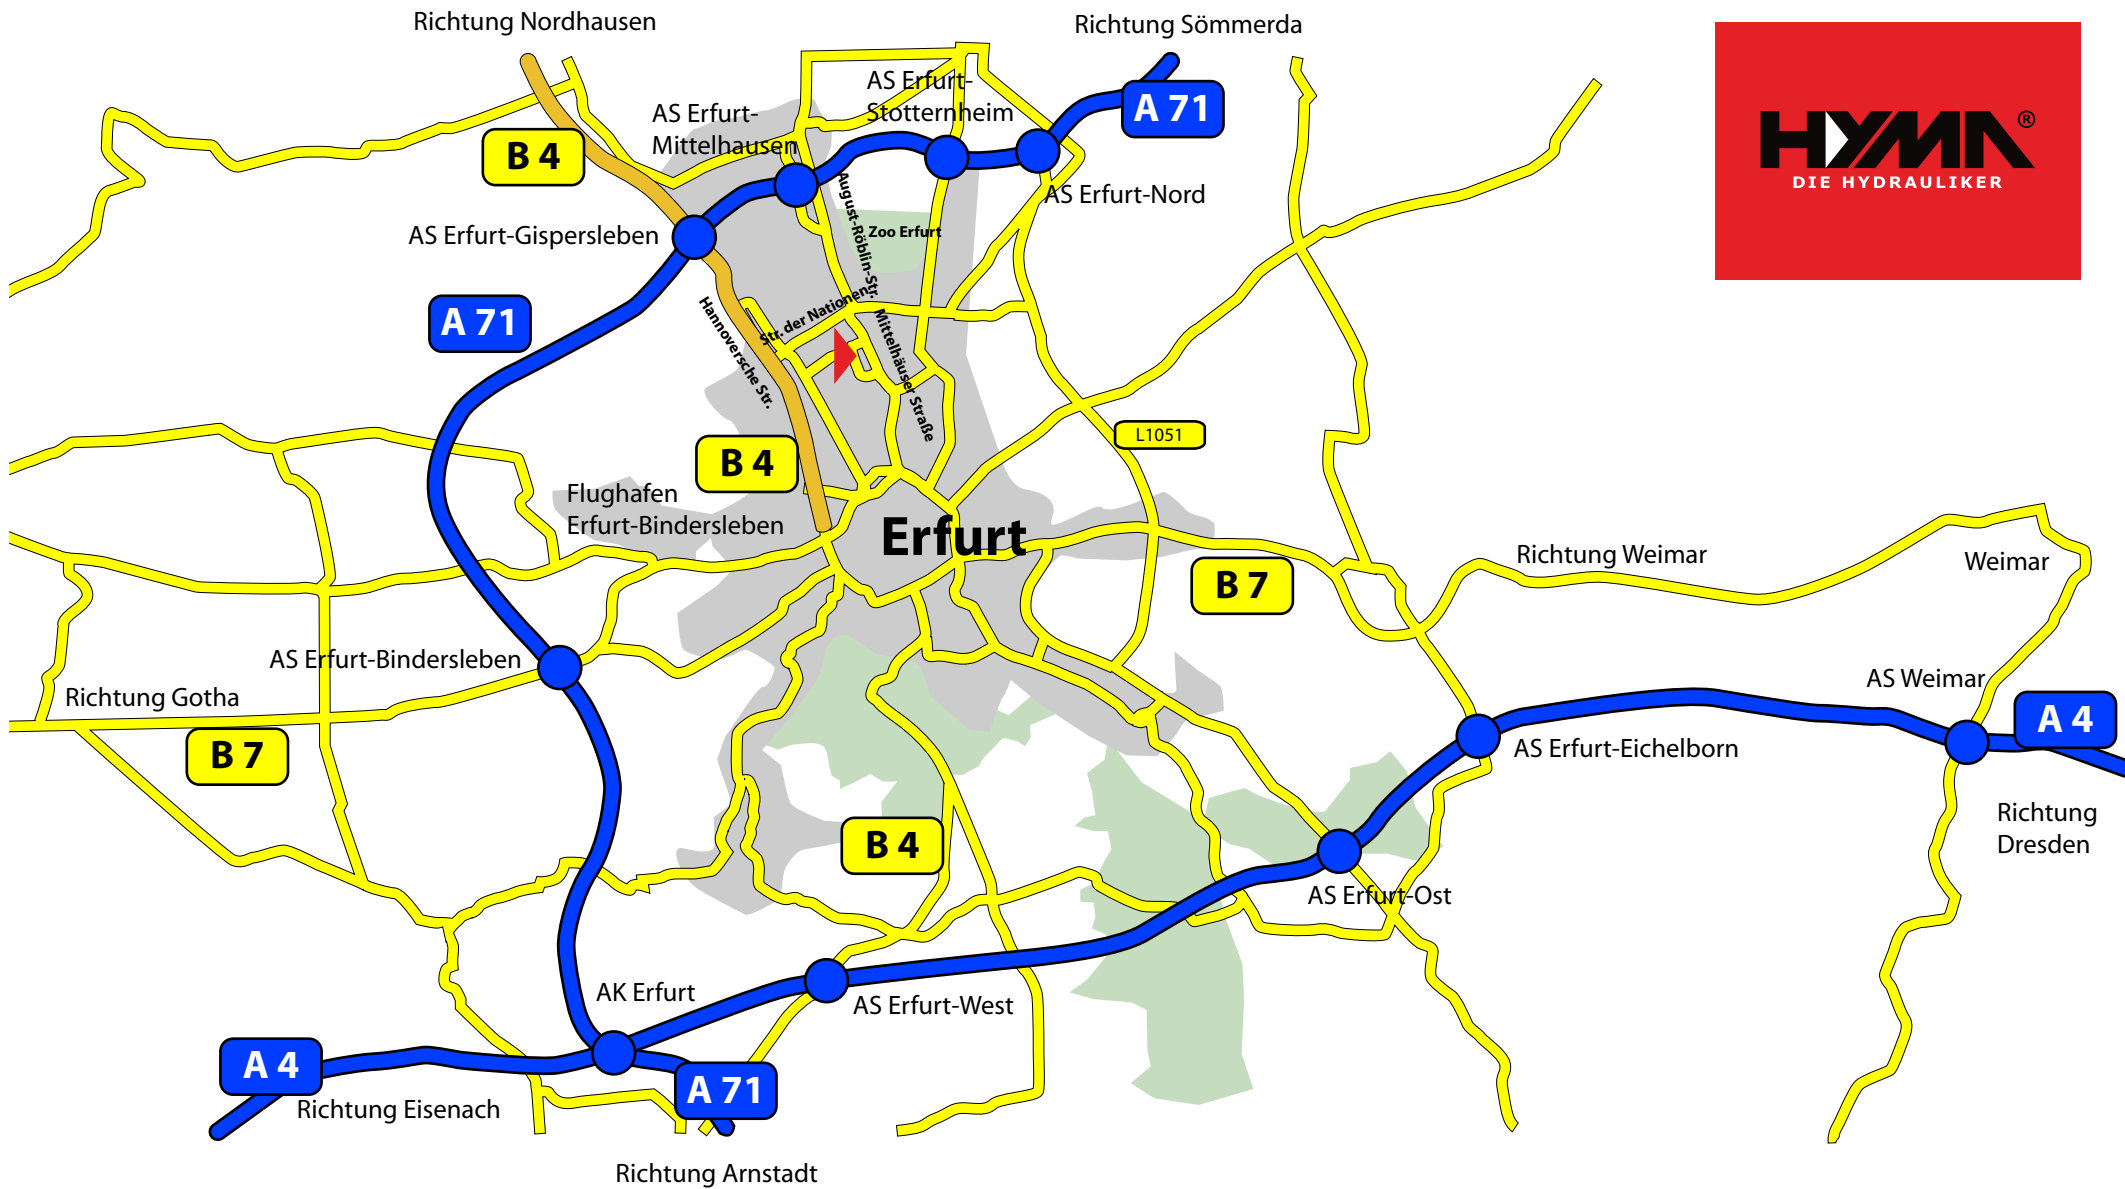 Richtung Nordhausen
Richtung Sömmerda
AS Erfurt-
Stotternheim
A 71
AS Erfurt-
Mittelhausen
B 4
HYMA®
DIE HYDRAULIKER
AS Erfurt-Nord
AS Erfurt-Gispersleben
Zoo Erfurt
August-Röblin-Str.
A 71
Str. der Nationen
Hannoversche Str.
Mittelhäuser Straße
L1051
B 4
Flughafen
Erfurt-Bindersleben
Erfurt
Richtung Weimar
Weimar
B 7
AS Erfurt-Bindersleben
Richtung Gotha
B 7
AS Weimar
A 4
AS Erfurt-Eichelborn
Richtung
Dresden
B 4
AS Erfurt-Ost
AK Erfurt
AS Erfurt-West
A 4
A 71
Richtung Eisenach
Richtung Arnstadt